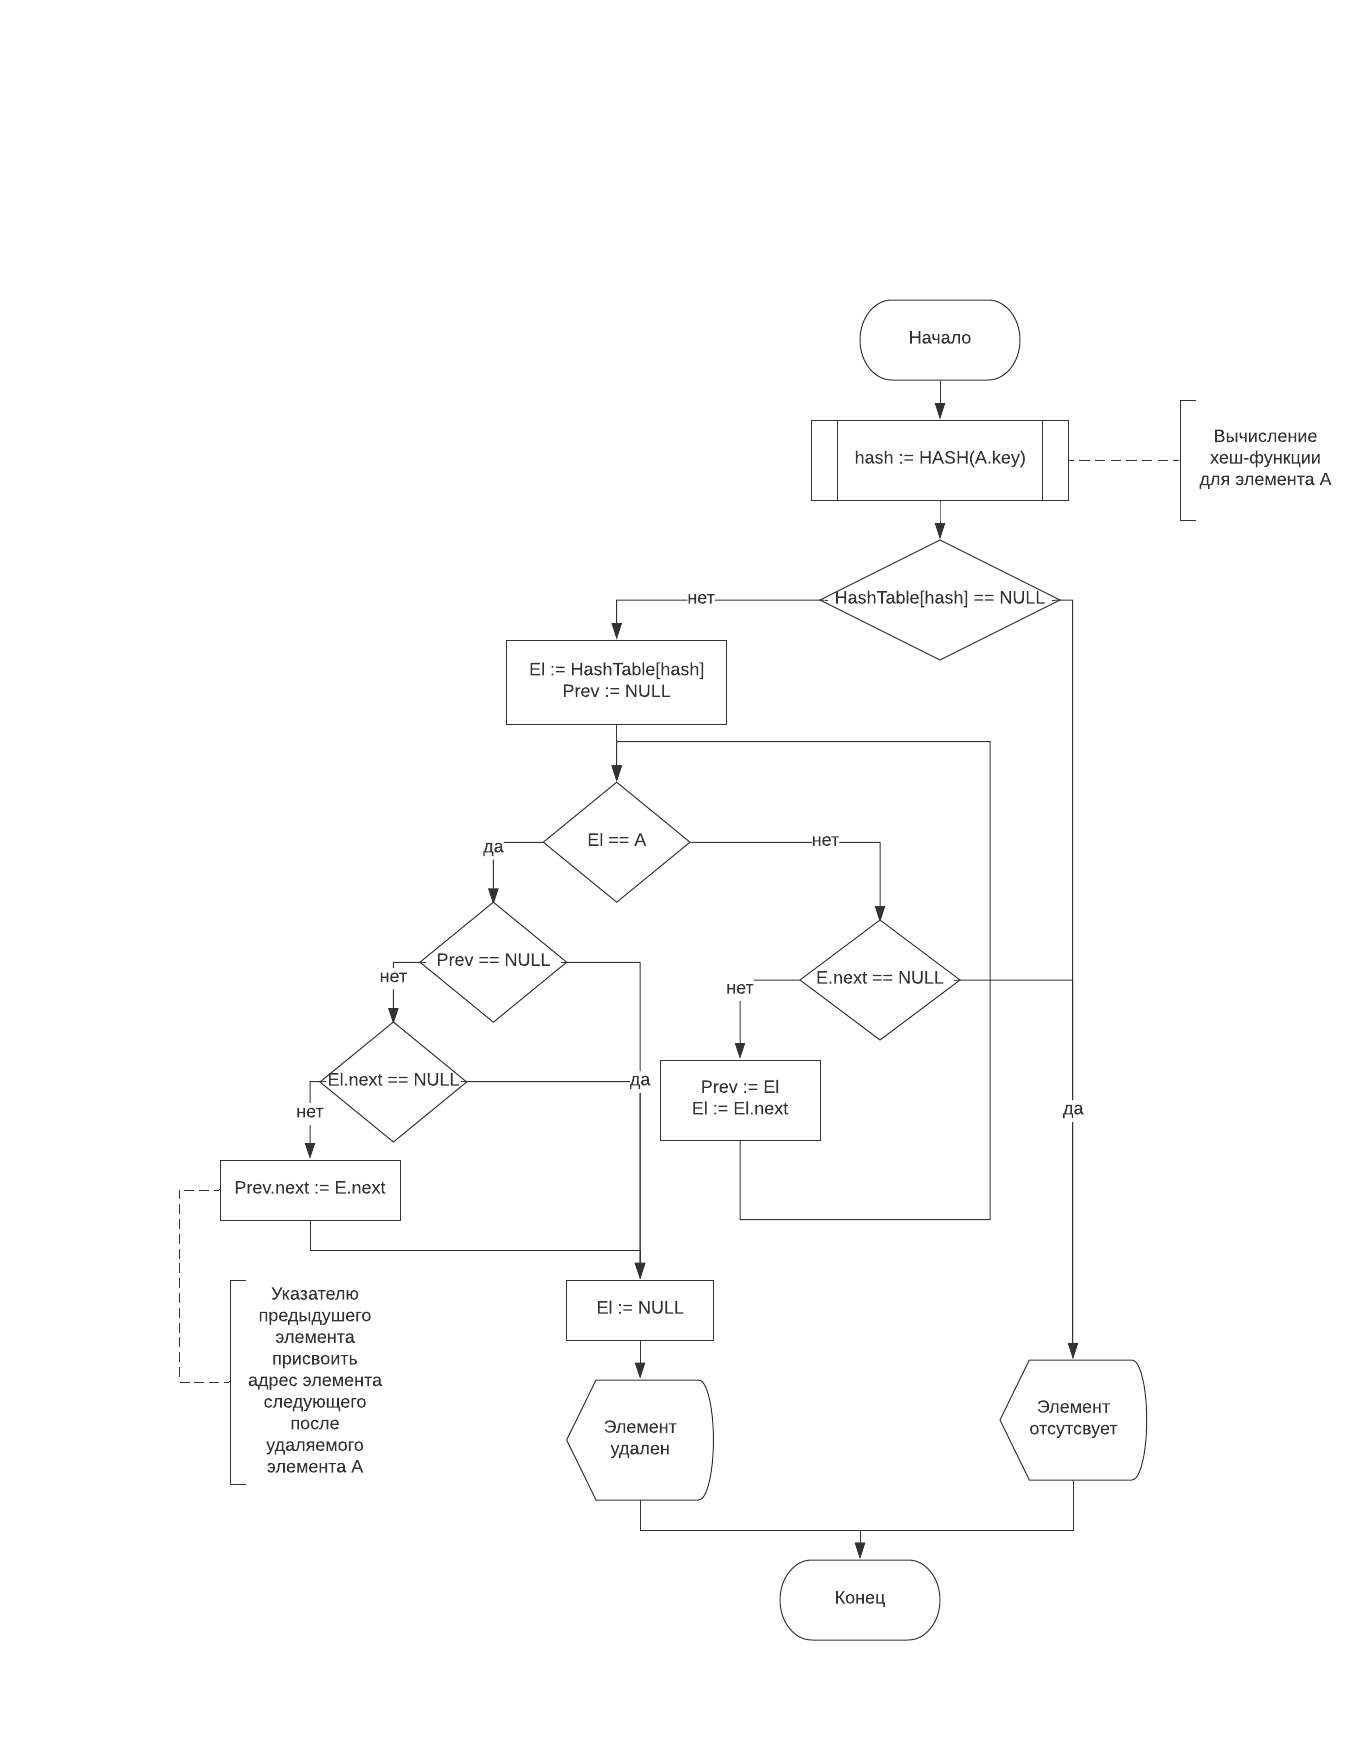 Начало
hash := HASH(A.key)
Вычисление
хеш-функции
для элемента А
HashTable[hash] == NULL
нет
El := HashTable[hash]
Prev := NULL
El == A
да
нет
Prev == NULL
нет
E.next == NULL
нет
El.next == NULL
да
нет
Prev := El
El := El.next
да
Prev.next := E.next
Указателю
предыдушего
элемента
присвоить
адрес элемента
следующего
после
удаляемого
элемента А
El := NULL
Элемент
удален
Элемент
отсутсвует
Конец